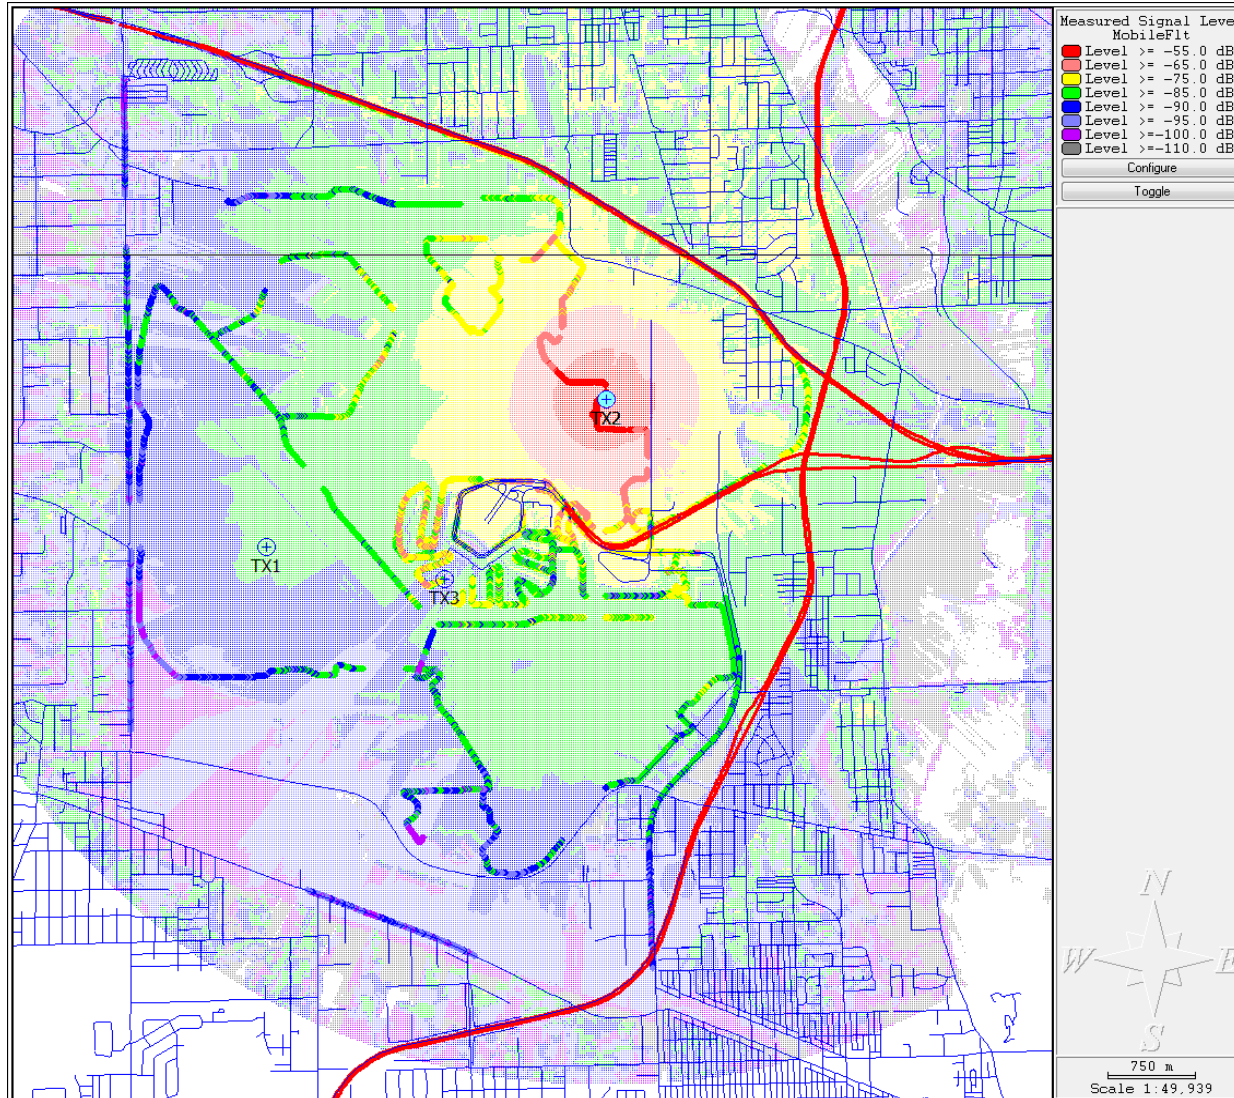 Measured Signal Leve
MobileFlt
Level >= -55.0 dB
Level >= -65.0 dB
Level >= -75.0 dB
Level >= -85.0 dB
Level >= -90.0 dB
Level >= -95.0 dB
Level >=-100.0 dB
Level >=-110.0 dB
Configure
Toggle
TX2
TX1
TX3
N
W E
S
750 m
Scale 1:49,939